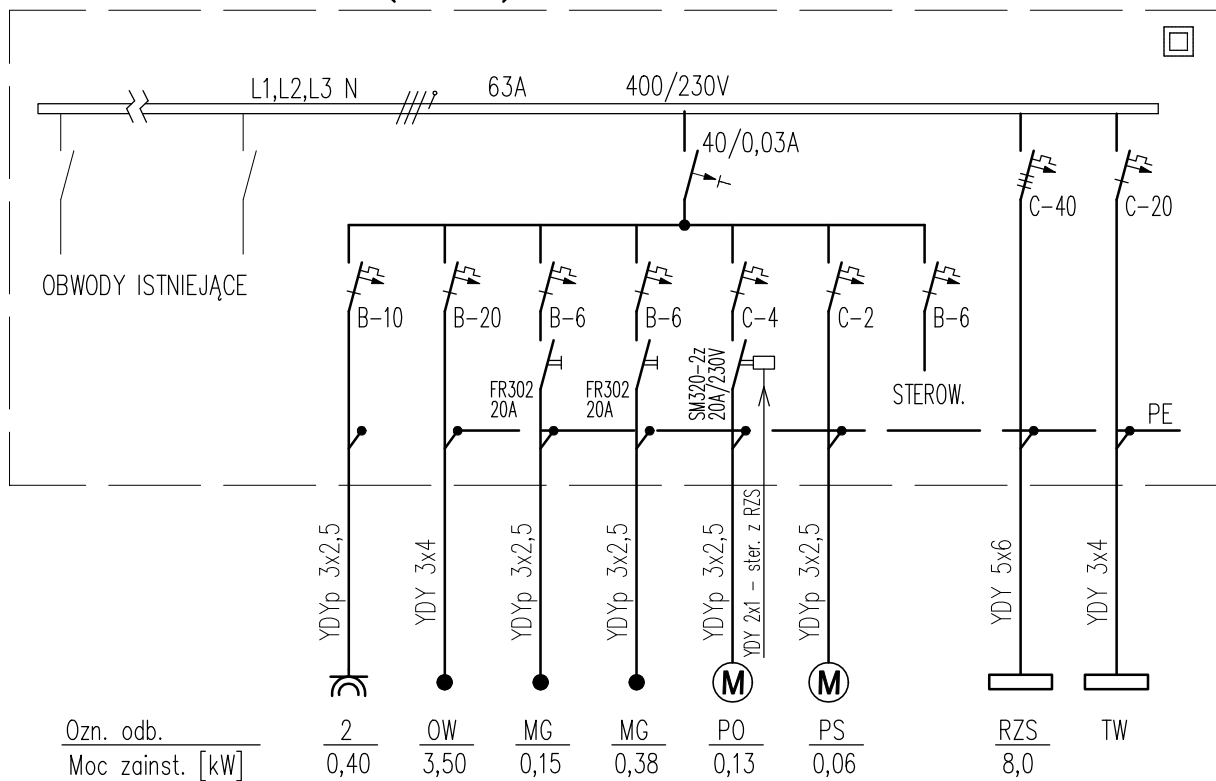 L1,L2,L3 N 63A 400/230V
40/0,03A
C-40 C-20
OBWODY ISTNIEJĄCE
B-10 B-20 B-6 B-6 C-4 C-2 B-6
FR302
20A
FR302
20A
SM320-2z
20A/230V
STEROW.
PE
YDYp 3x2,5
YDY 3x4
YDYp 3x2,5
YDYp 3x2,5
YDYp 3x2,5
YDY 2x1 - ster. z RZS
YDYp 3x2,5
YDY 5x6
YDY 3x4
M M
Ozn. odb. 2 OW MG MG PO PS RZS TW
Moc zainst. [kW] 0,40 3,50 0,15 0,38 0,13 0,06 8,0